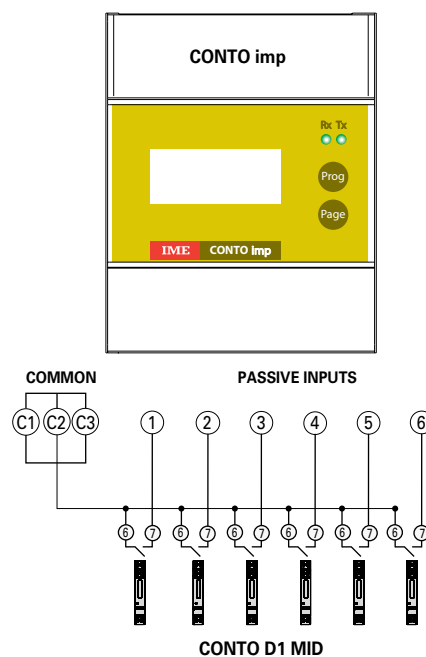 CONTO imp
Rx Tx
Prog
Page
IME CONTO imp
COMMON PASSIVE INPUTS
C1 C2 C3 1 2 3 4 5 6
6 7 6 7 6 7 6 7 6 7 6 7
CONTO D1 MID